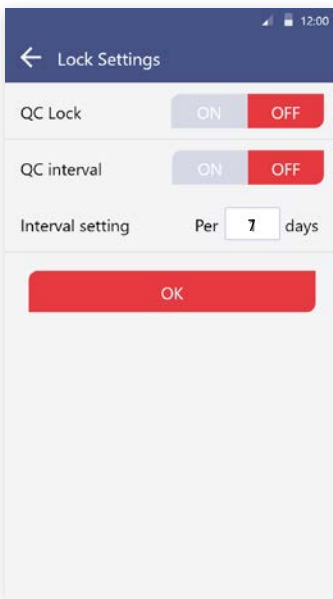 12:00
Lock Settings
QC Lock ON OFF
QC interval ON OFF
Interval setting Per 7 days
OK